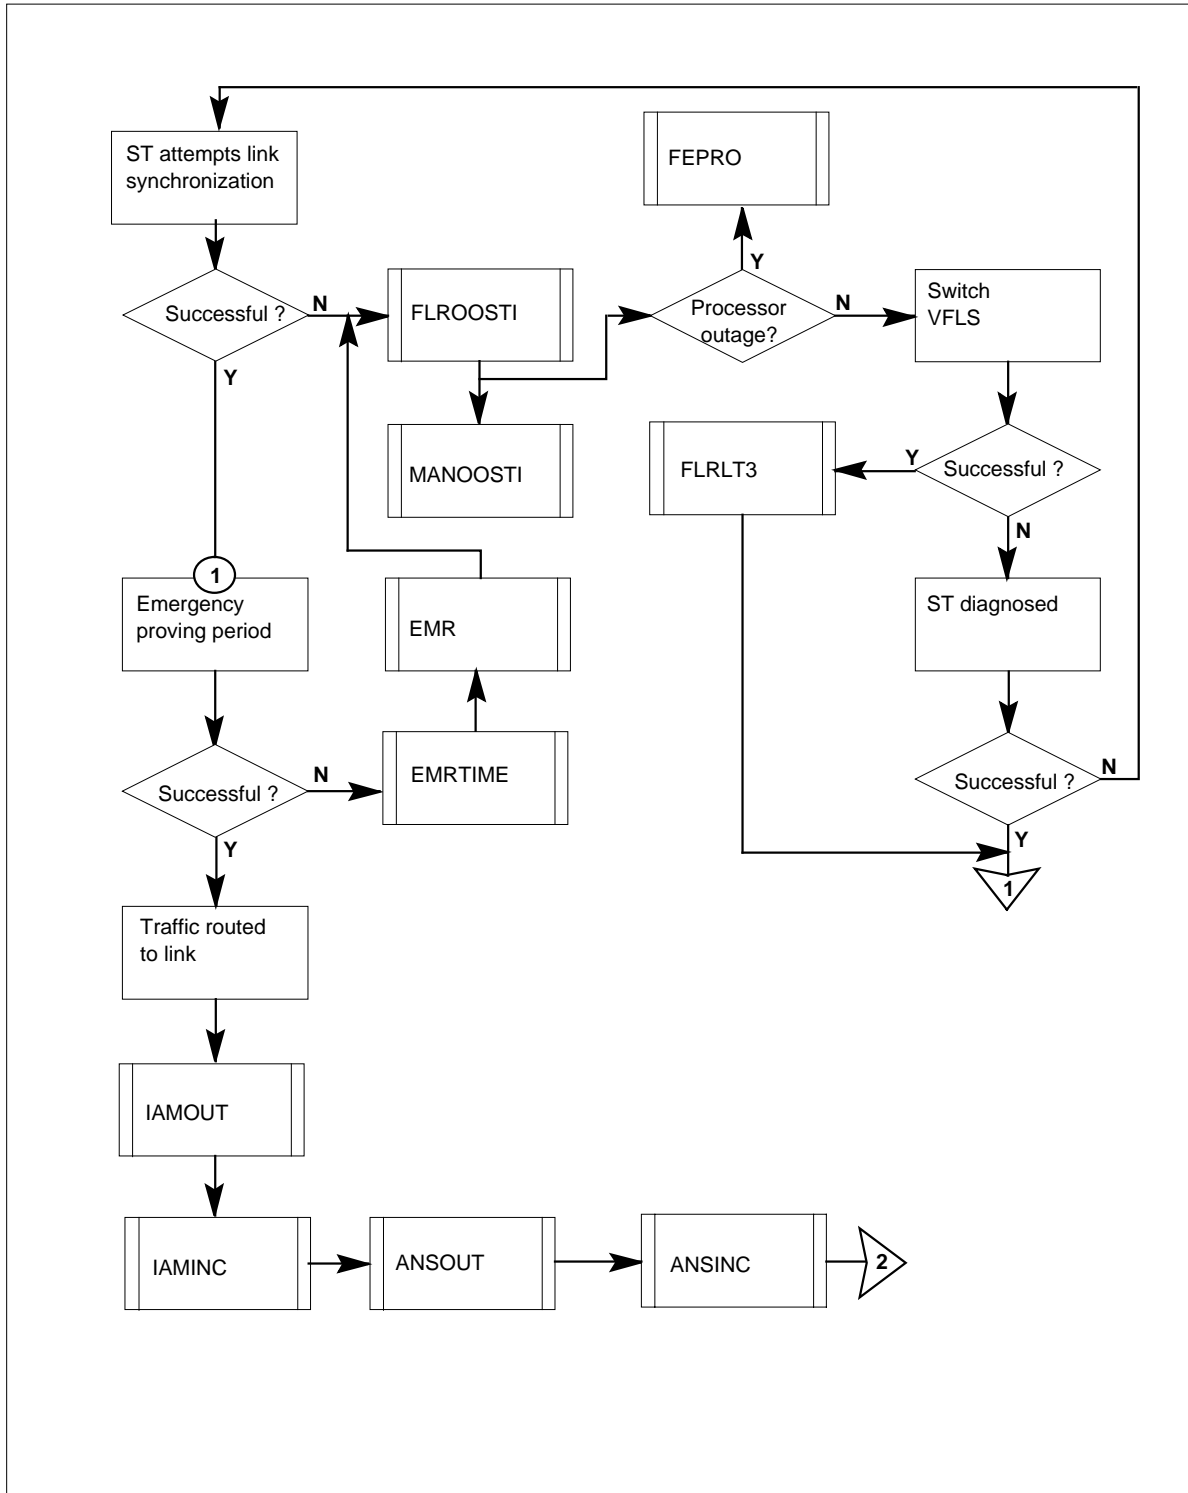 ST attempts link
synchronization
FEPRO
Y
Successful ?
N
FLROOSTI
Processor
outage?
N
Switch
VFLS
Y
MANOOSTI
FLRLT3
Y
Successful ?
N
1
Emergency
proving period
EMR
ST diagnosed
Successful ?
N
EMRTIME
Successful ?
N
Y
Y
1
Traffic routed
to link
IAMOUT
IAMINC
ANSOUT
ANSINC
2